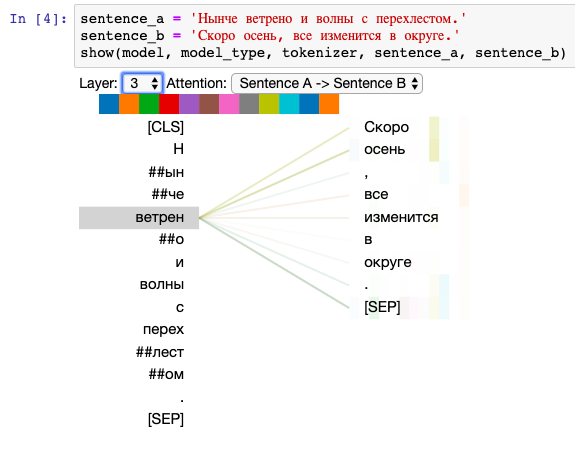 In [4]: sentence_a = 'Нынче ветрено и волны с перехлестом.'
sentence_b = 'Скоро осень, все изменится в округе.'
show(model, model_type, tokenizer, sentence_a, sentence_b)
Layer: 3 Attention: Sentence A -> Sentence B
[CLS] Скоро
Н осень
##ын ,
##че все
ветрен изменится
##о в
и округе
волны .
с [SEP]
перех
##лест
##ом
.
[SEP]